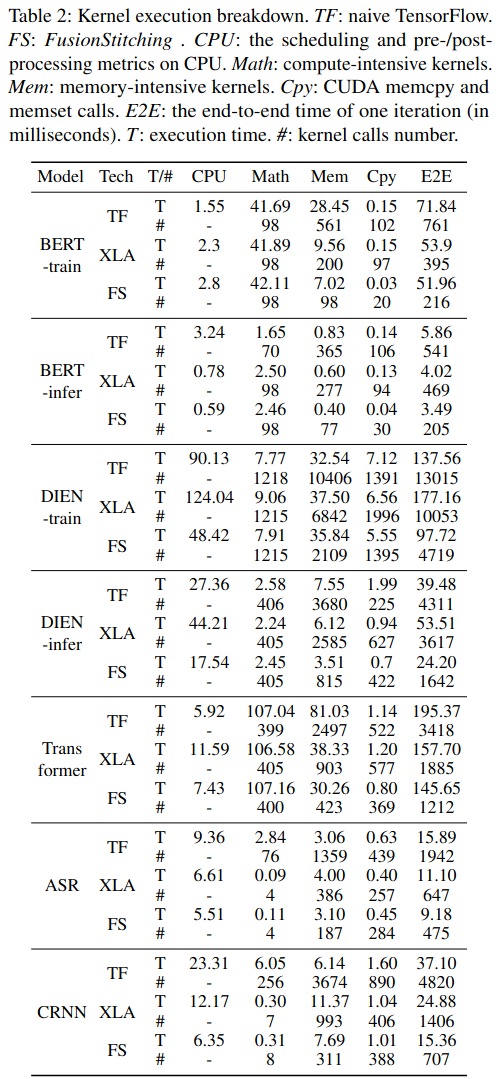 Table 2: Kernel execution breakdown. TF: naive TensorFlow.
FS: FusionStitching . CPU: the scheduling and pre-/post-
processing metrics on CPU. Math: compute-intensive kernels.
Mem: memory-intensive kernels. Cpy: CUDA memcpy and
memset calls. E2E: the end-to-end time of one iteration (in
milliseconds). T: execution time. #: kernel calls number.
Model Tech T/# CPU Math Mem Cpy E2E
BERT
-train
TF T 1.55 41.69 28.45 0.15 71.84
# - 98 561 102 761
XLA T 2.3 41.89 9.56 0.15 53.9
# - 98 200 97 395
FS T 2.8 42.11 7.02 0.03 51.96
# - 98 98 20 216
BERT
-infer
TF T 3.24 1.65 0.83 0.14 5.86
# - 70 365 106 541
XLA T 0.78 2.50 0.60 0.13 4.02
# - 98 277 94 469
FS T 0.59 2.46 0.40 0.04 3.49
# - 98 77 30 205
DIEN
-train
TF T 90.13 7.77 32.54 7.12 137.56
# - 1218 10406 1391 13015
XLA T 124.04 9.06 37.50 6.56 177.16
# - 1215 6842 1996 10053
FS T 48.42 7.91 35.84 5.55 97.72
# - 1215 2109 1395 4719
DIEN
-infer
TF T 27.36 2.58 7.55 1.99 39.48
# - 406 3680 225 4311
XLA T 44.21 2.24 6.12 0.94 53.51
# - 405 2585 627 3617
FS T 17.54 2.45 3.51 0.7 24.20
# - 405 815 422 1642
Trans
former
TF T 5.92 107.04 81.03 1.14 195.37
# - 399 2497 522 3418
XLA T 11.59 106.58 38.33 1.20 157.70
# - 405 903 577 1885
FS T 7.43 107.16 30.26 0.80 145.65
# - 400 423 369 1212
ASR
TF T 9.36 2.84 3.06 0.63 15.89
# - 76 1359 439 1942
XLA T 6.61 0.09 4.00 0.40 11.10
# - 4 386 257 647
FS T 5.51 0.11 3.10 0.45 9.18
# - 4 187 284 475
CRNN
TF T 23.31 6.05 6.14 1.60 37.10
# - 256 3674 890 4820
XLA T 12.17 0.30 11.37 1.04 24.88
# - 7 993 406 1406
FS T 6.35 0.31 7.69 1.01 15.36
# - 8 311 388 707